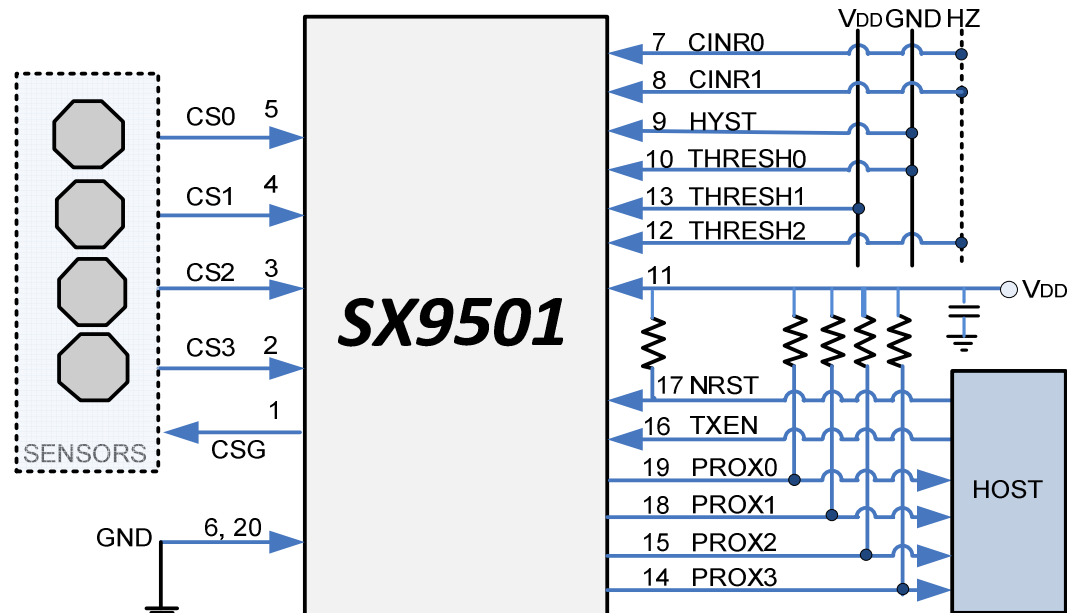 VDD GND HZ
7 CINR0
8 CINR1
9 HYST
10 THRESH0
13 THRESH1
12 THRESH2
11
VDD
CS0 5
CS1 4
CS2 3
CS3 2
1
CSG
SENSORS
GND 6, 20
SX9501
17 NRST
16 TXEN
19 PROX0
18 PROX1
15 PROX2
14 PROX3
HOST